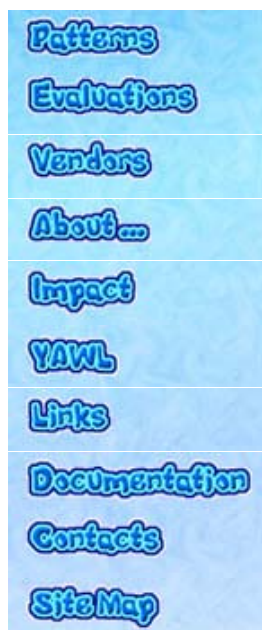 Patterns
Evaluations
Vendors
About...
Impact
YAWL
Links
Documentation
Contacts
Site Map